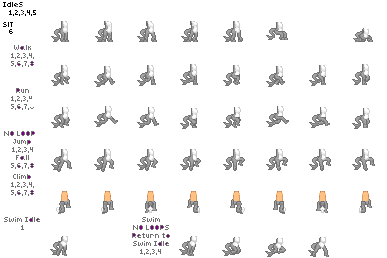 Idles
1,2,3,4,5
Sit
6
Walk
1,2,3,4,
5,6,7,8
Run
1,2,3,4
5,6,7,8
NO LOOP
Jump
1,2,3,4
Fall
5,6,7,8
Climb
1,2,3,4,
5,6,7,8
Swim Idle
1
Swim
NO LOOPS
Return to
Swim Idle
1,2,3,4